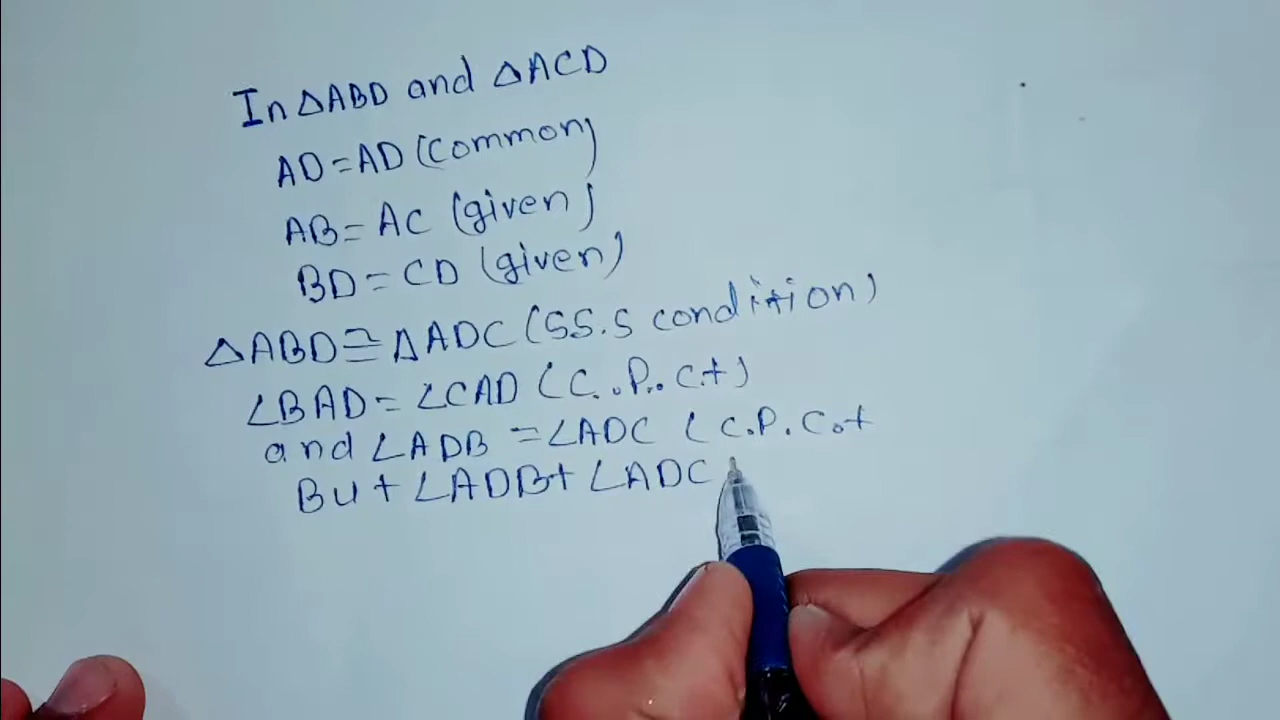 In △ABD and △ACD
AD=AD (common)
AB=AC (given)
BD=CD (given)
△ABD≅△ADC (SS.S condition)
∠BAD=∠CAD (C..P..C.t)
and ∠ADB =∠ADC (C.P.C.t
But ∠ADB+∠ADC